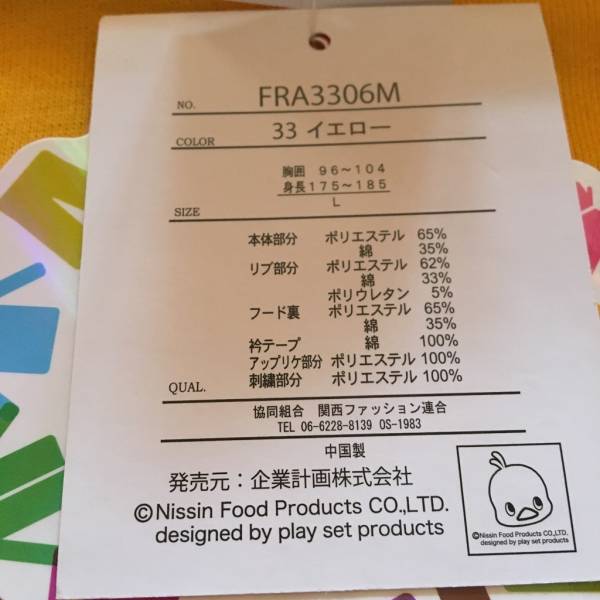 NO. FRA3306M
COLOR 33 イエロー
胸囲 96～104
身長175～185
SIZE L
本体部分 ポリエステル 65%
綿 35%
リブ部分 ポリエステル 62%
綿 33%
ポリウレタン 5%
フード裏 ポリエステル 65%
綿 35%
衿テープ 綿 100%
アップリケ部分 ポリエステル 100%
QUAL. 刺繍部分 ポリエステル 100%
協同組合 関西ファッション連合
TEL 06-6228-8139 OS-1983
中国製
発売元：企業計画株式会社
©Nissin Food Products CO.,LTD.
designed by play set products
©Nissin Food Products CO.,LTD.
designed by play set products